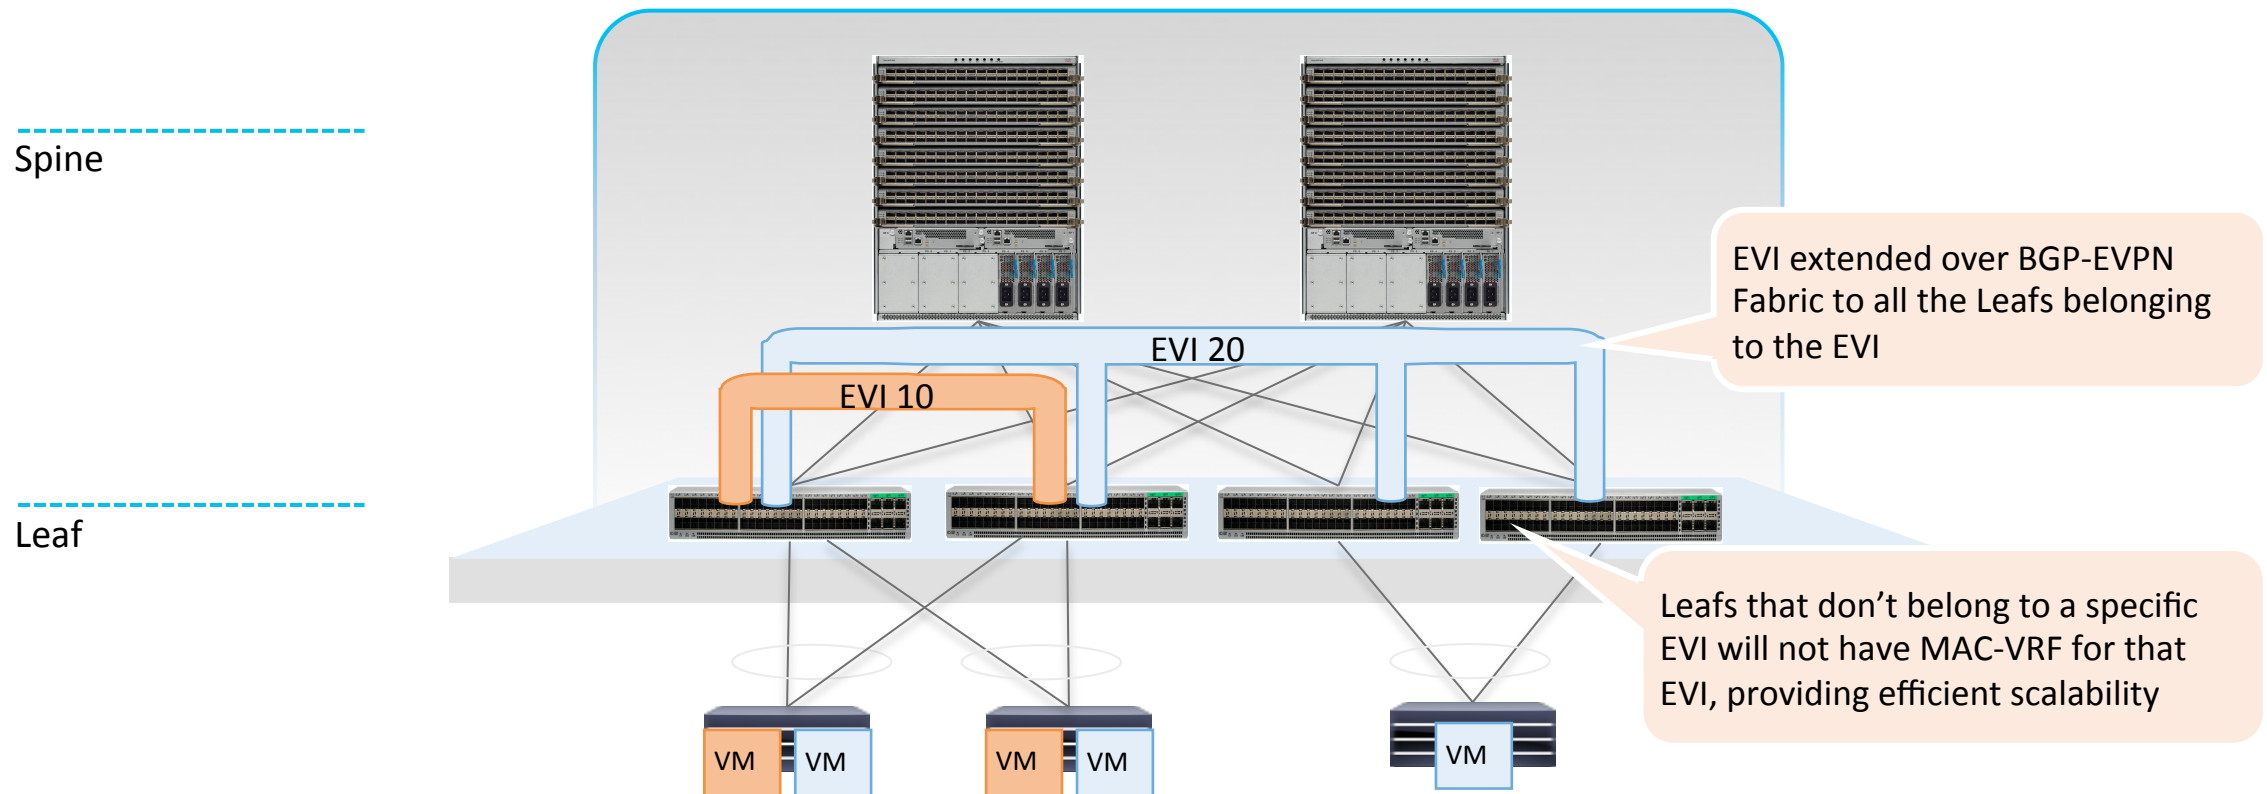 Spine
EVI extended over BGP-EVPN
Fabric to all the Leafs belonging
to the EVI
EVI 20
EVI 10
Leaf
Leafs that don’t belong to a specific
EVI will not have MAC-VRF for that
EVI, providing efficient scalability
VM
VM
VM
VM
VM